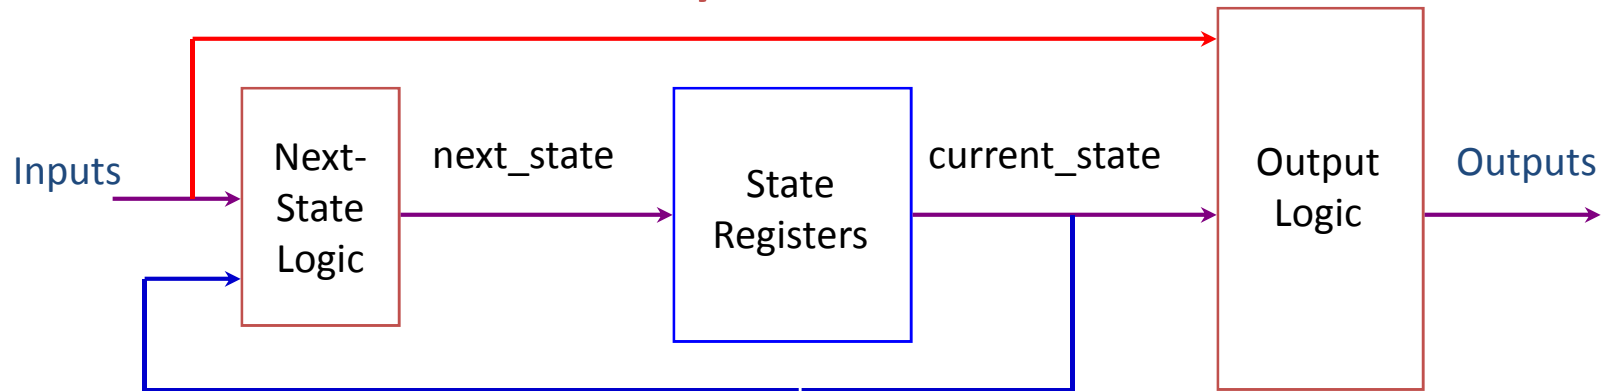 Inputs
Next-
State
Logic
next_state
State
Registers
current_state
Output
Logic
Outputs